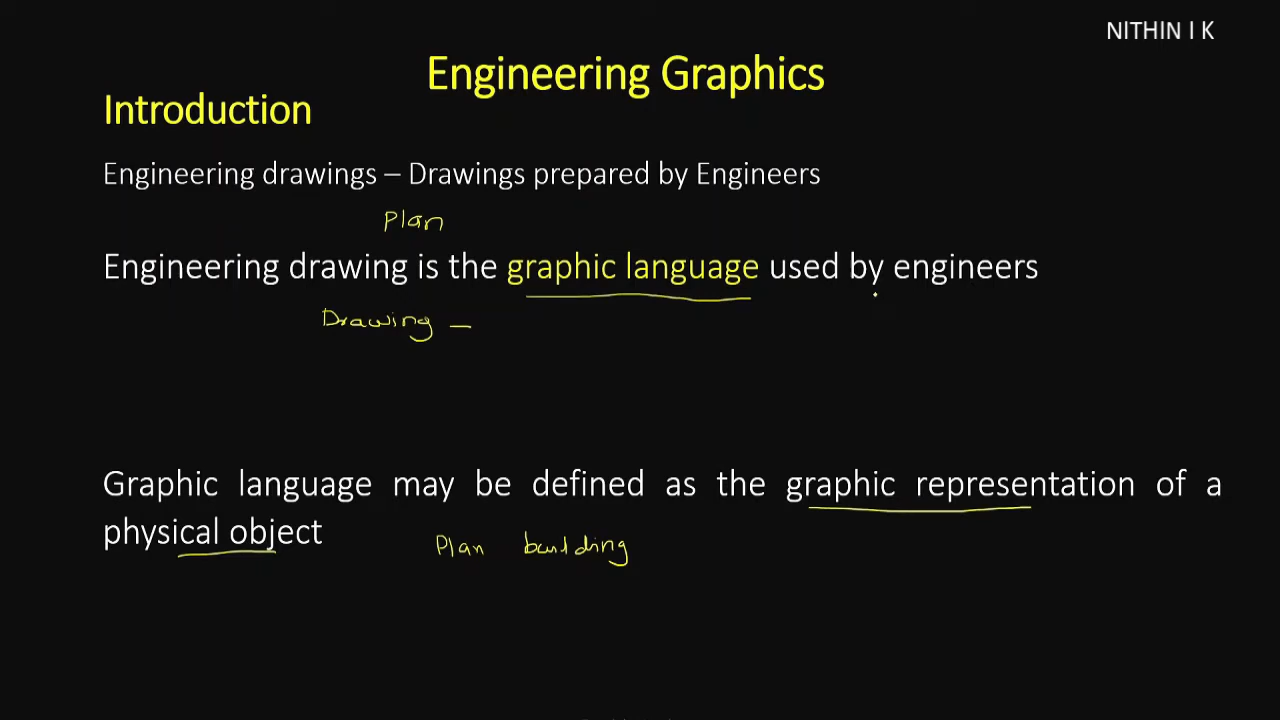 NITHIN I K
Engineering Graphics
Introduction
Engineering drawings – Drawings prepared by Engineers
Plan
Engineering drawing is the graphic language used by engineers
Drawing –
Graphic language may be defined as the graphic representation of a
physical object
Plan building